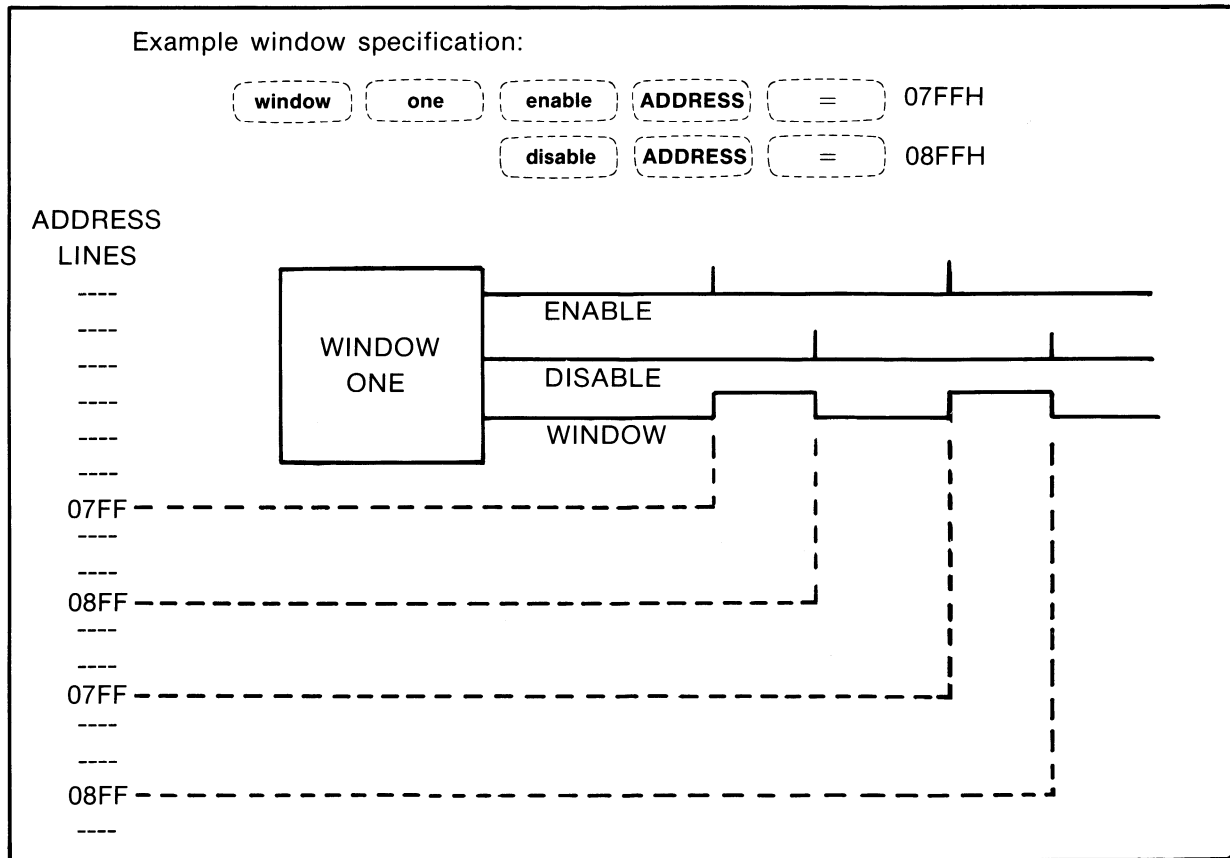 Example window specification:
window one enable ADDRESS = 07FFH
disable ADDRESS = 08FFH
ADDRESS
LINES
----
ENABLE
----
WINDOW
ONE
----
DISABLE
----
WINDOW
----
----
07FF
----
----
08FF
----
----
07FF
----
----
08FF
----